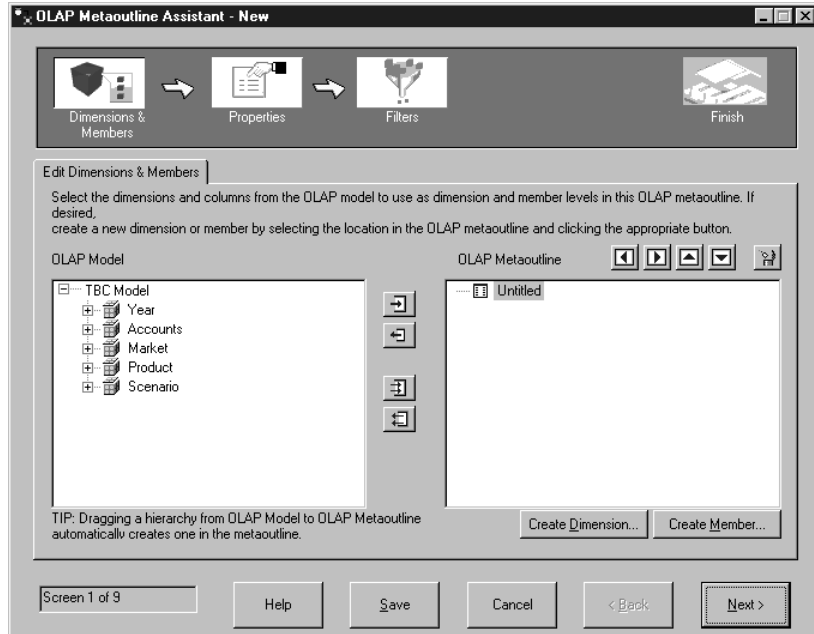 OLAP Metaoutline Assistant - New
Dimensions &
Members
Properties
Filters
Finish
Edit Dimensions & Members
Select the dimensions and columns from the OLAP model to use as dimension and member levels in this OLAP metaoutline. If
desired,
create a new dimension or member by selecting the location in the OLAP metaoutline and clicking the appropriate button.
OLAP Model
OLAP Metaoutline
TBC Model
Year
Accounts
Market
Product
Scenario
Untitled
TIP: Dragging a hierarchy from OLAP Model to OLAP Metaoutline
automatically creates one in the metaoutline.
Create Dimension...
Create Member...
Screen 1 of 9
Help
Save
Cancel
< Back
Next >